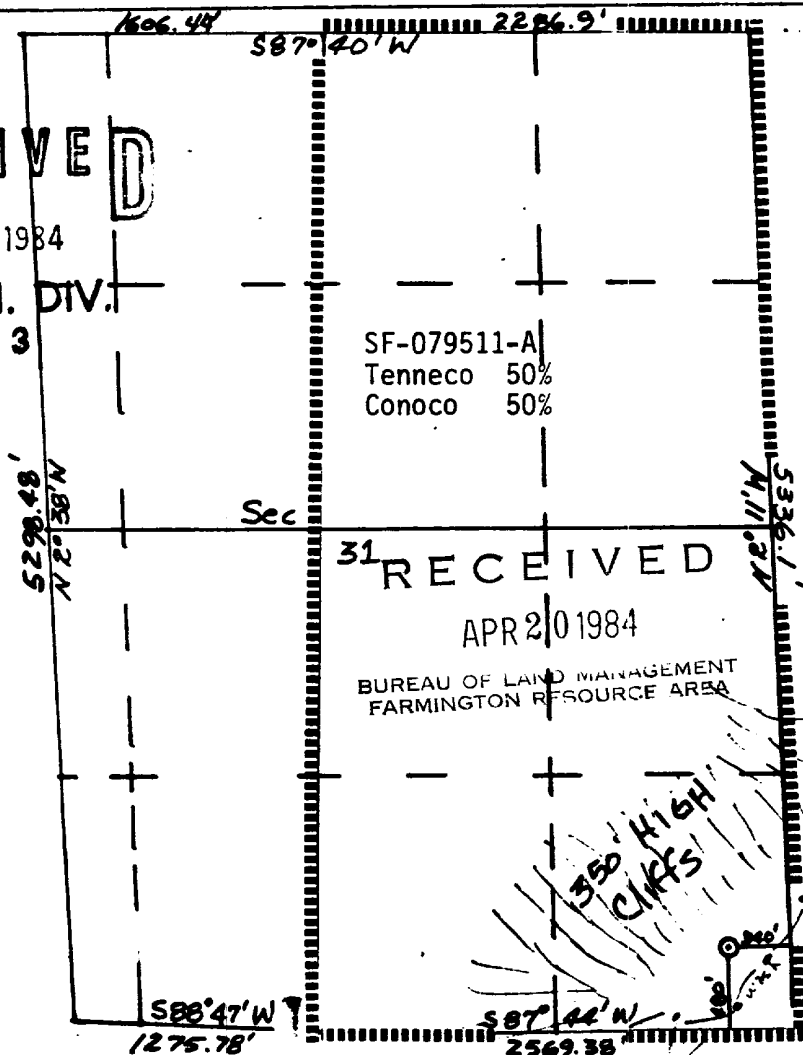 1606.44'
2286.9'
S87°40'W
IVED
1984
. DIV.
3
SF-079511-A
Tenneco 50%
Conoco 50%
5298.48'
N2°38'W
Sec
31
N2°11'W
5336.1'
RECEIVED
APR 20 1984
BUREAU OF LAND MANAGEMENT
FARMINGTON RESOURCE AREA
350' HIGH
Cliffs
S88°47'W
1275.78'
S87°44'W
2569.38'